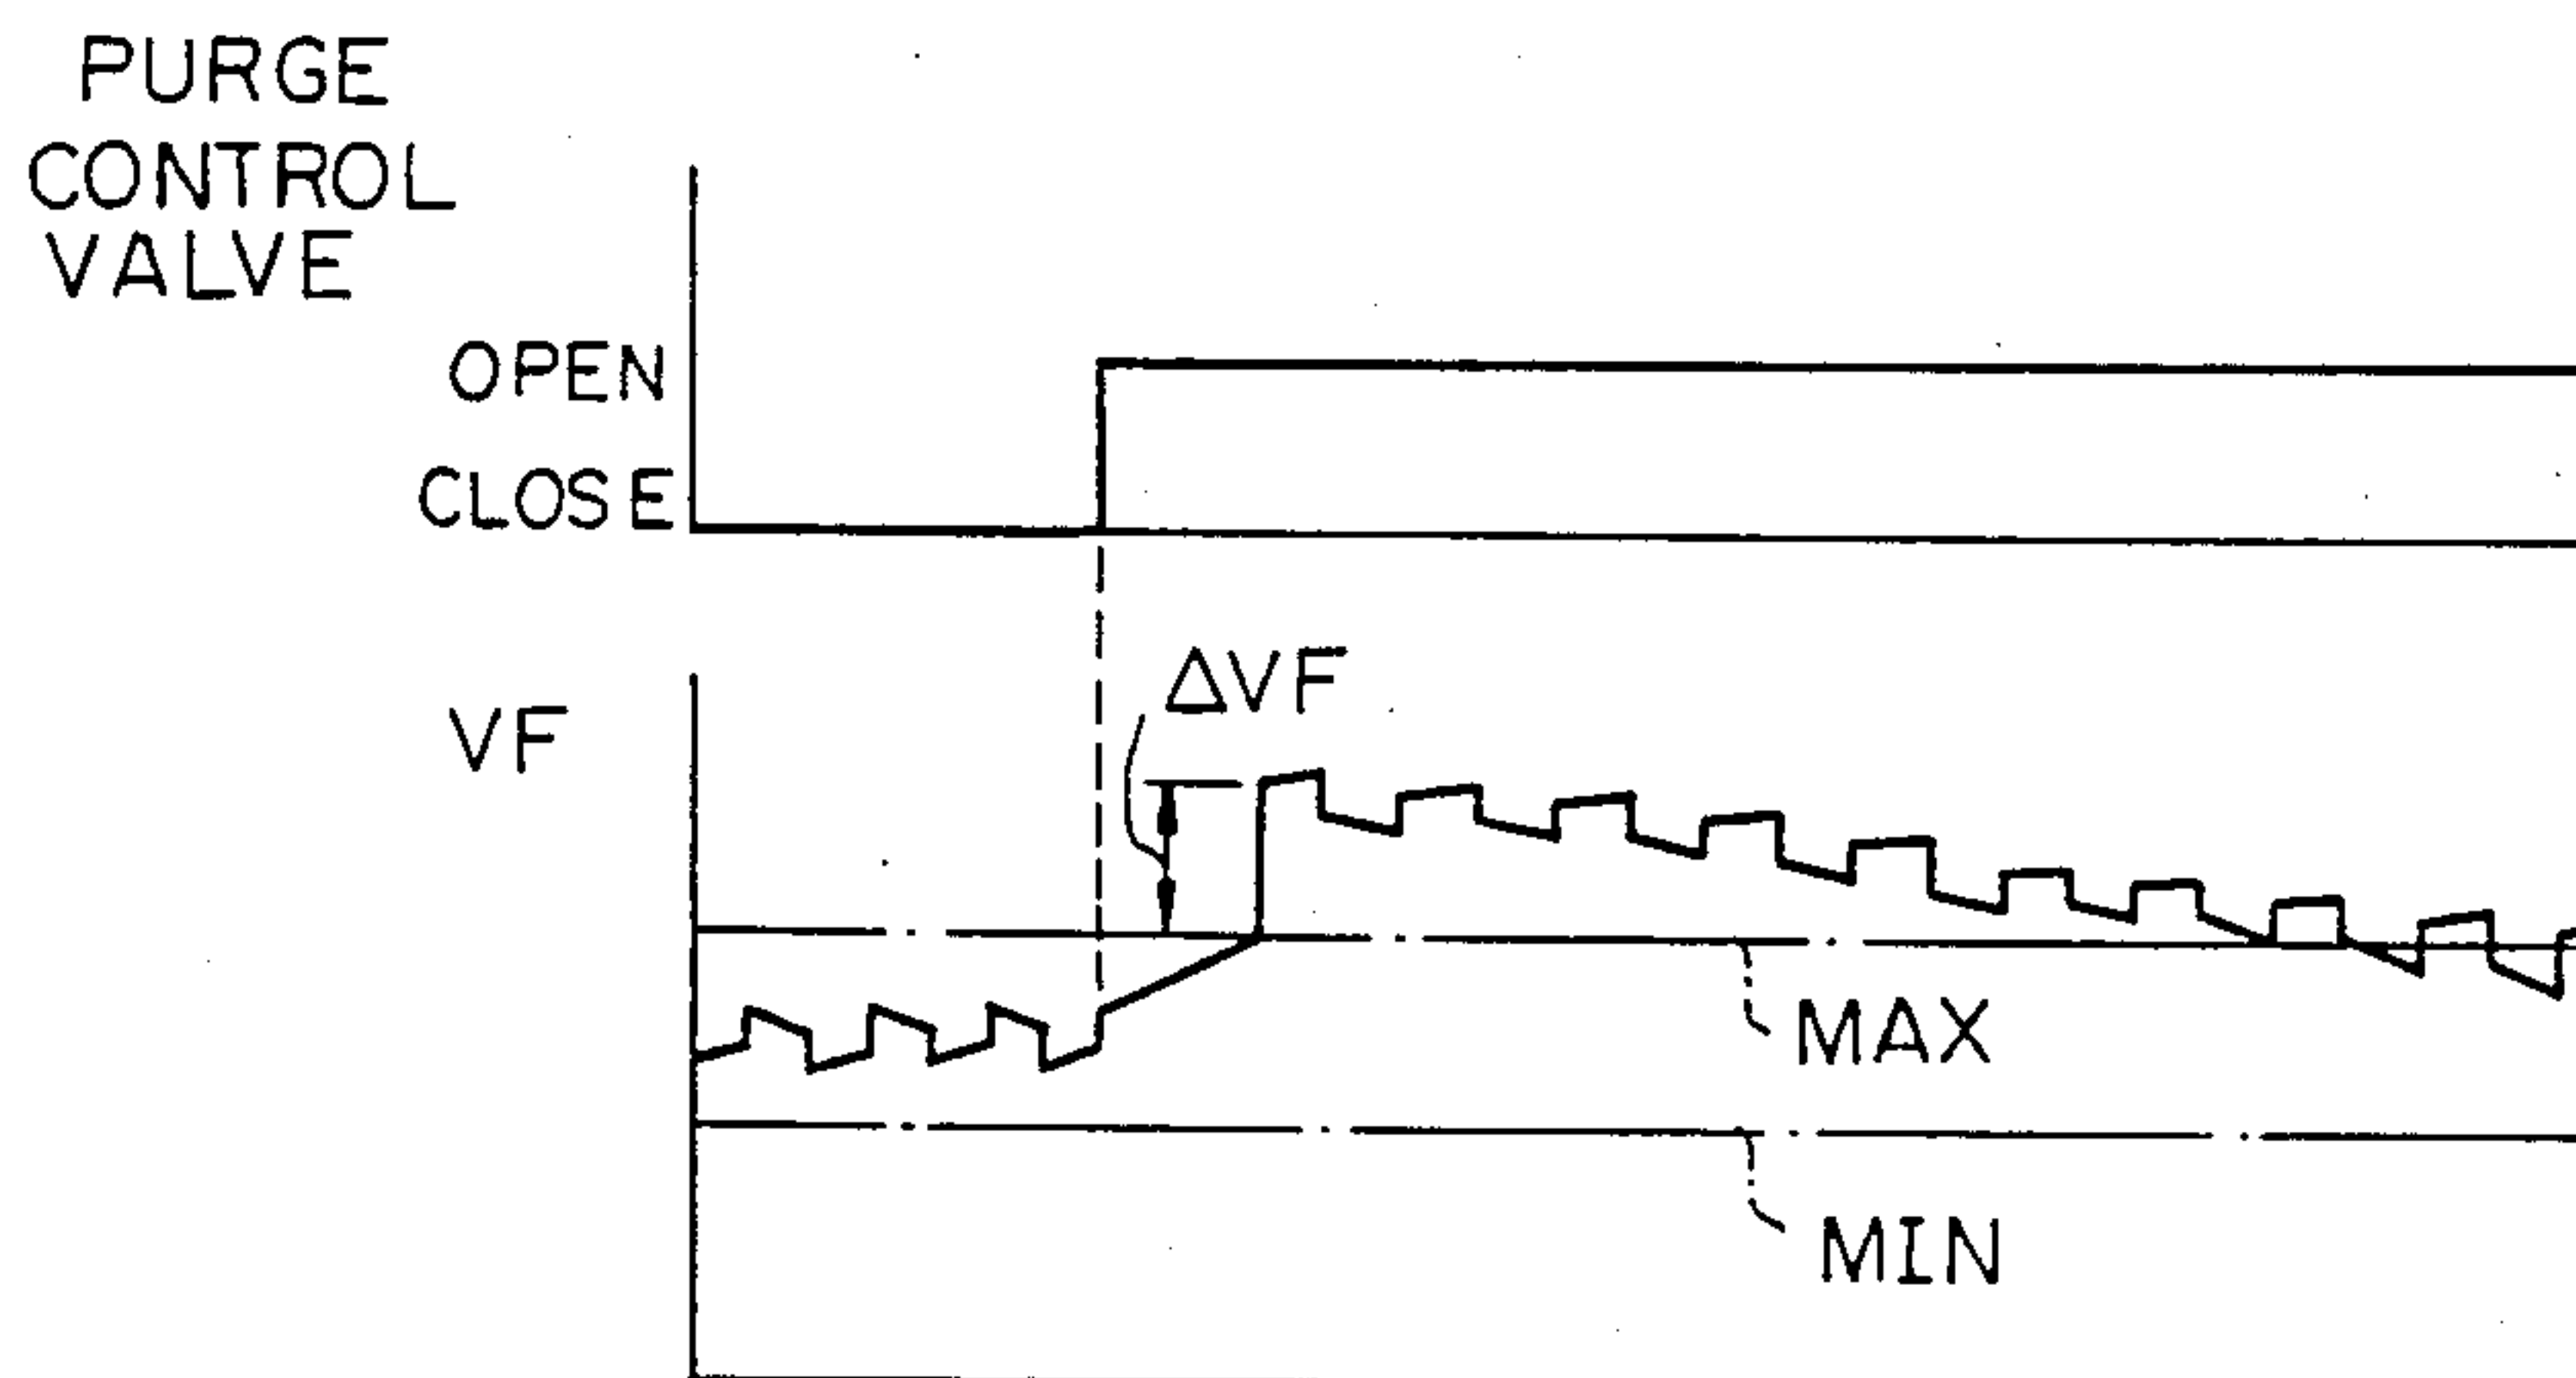 PURGE
CONTROL
VALVE
OPEN
CLOSE
ΔVF
VF
MAX
MIN